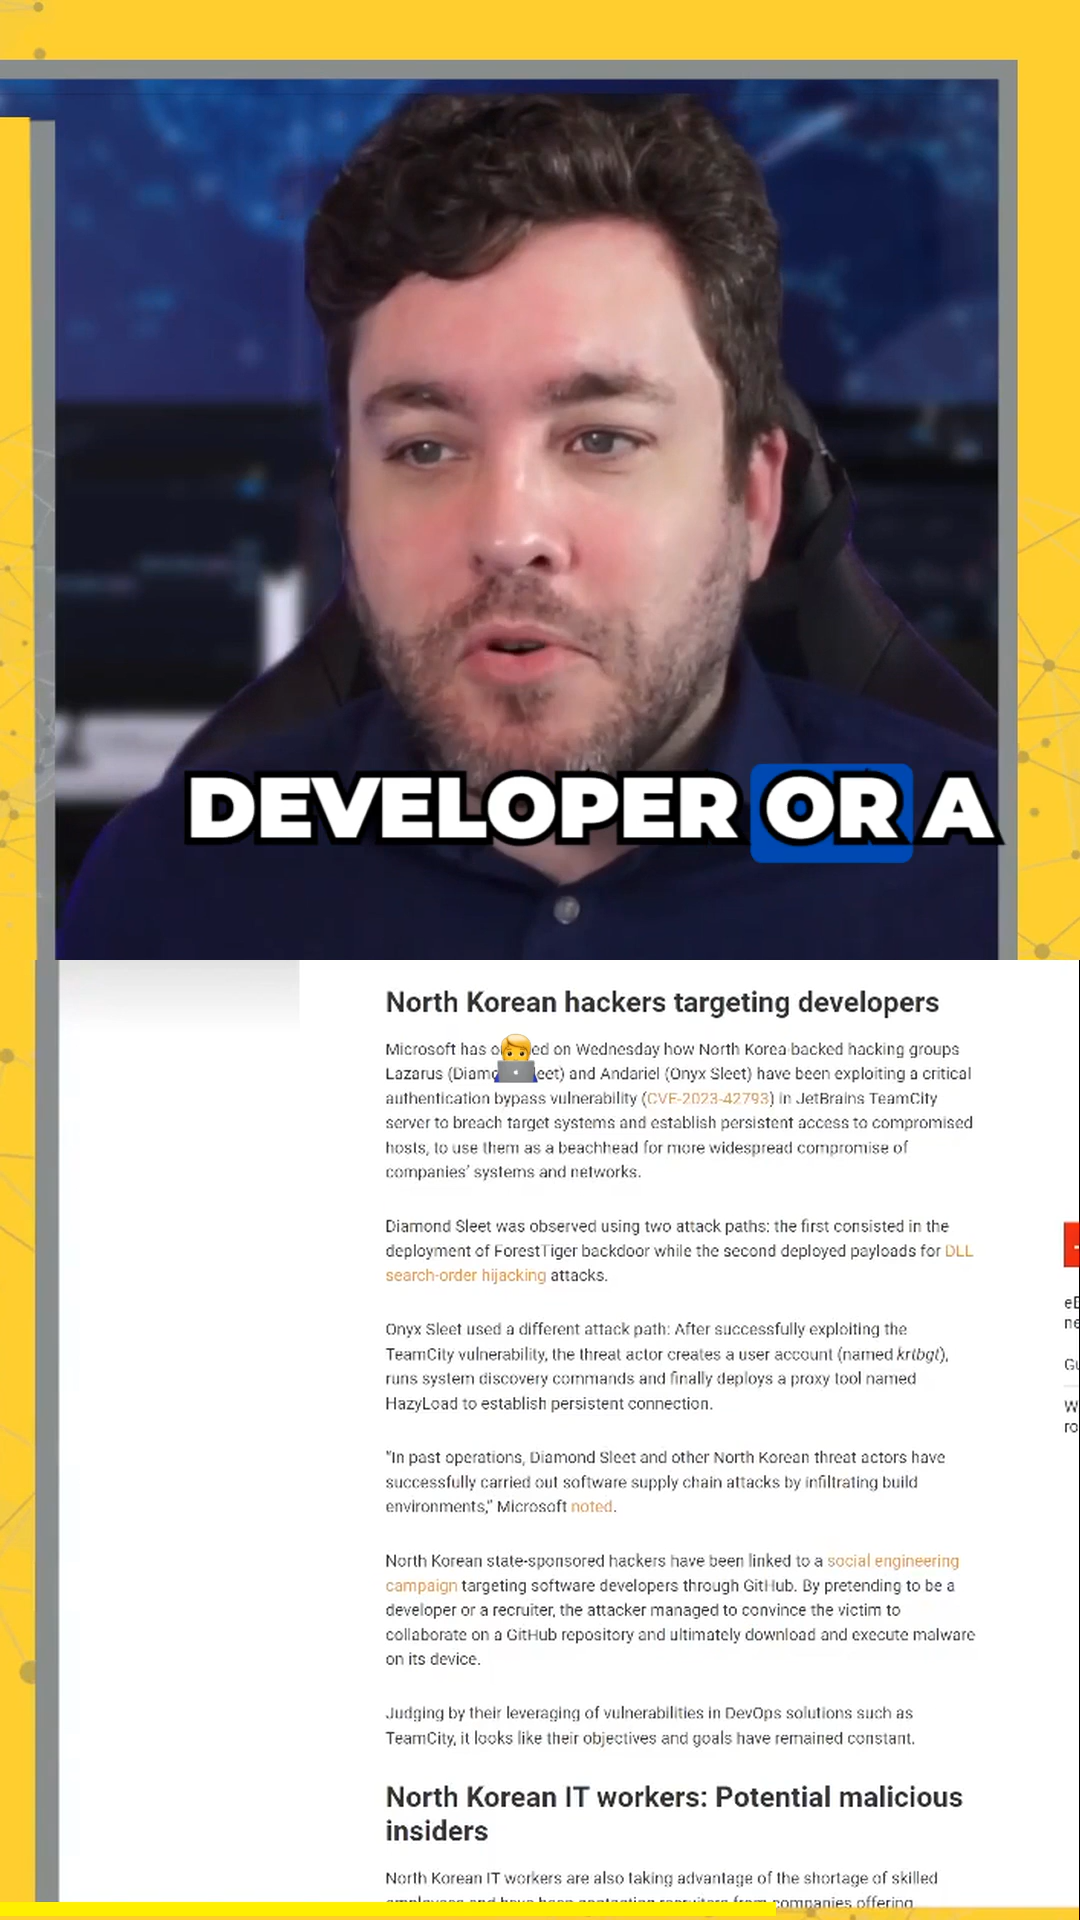 DEVELOPER OR A
North Korean hackers targeting developers
Microsoft has ed on Wednesday how North Korea-backed hacking groups
Lazarus (Diamo eet) and Andariel (Onyx Sleet) have been exploiting a critical
authentication bypass vulnerability (CVE-2023-42793) in JetBrains TeamCity
server to breach target systems and establish persistent access to compromised
hosts, to use them as a beachhead for more widespread compromise of
companies’ systems and networks.
Diamond Sleet was observed using two attack paths: the first consisted in the
deployment of ForestTiger backdoor while the second deployed payloads for DLL
search-order hijacking attacks.
Onyx Sleet used a different attack path: After successfully exploiting the
TeamCity vulnerability, the threat actor creates a user account (named krtbgt),
runs system discovery commands and finally deploys a proxy tool named
HazyLoad to establish persistent connection.
“In past operations, Diamond Sleet and other North Korean threat actors have
successfully carried out software supply chain attacks by infiltrating build
environments,” Microsoft noted.
North Korean state-sponsored hackers have been linked to a social engineering
campaign targeting software developers through GitHub. By pretending to be a
developer or a recruiter, the attacker managed to convince the victim to
collaborate on a GitHub repository and ultimately download and execute malware
on its device.
Judging by their leveraging of vulnerabilities in DevOps solutions such as
TeamCity, it looks like their objectives and goals have remained constant.
North Korean IT workers: Potential malicious
insiders
North Korean IT workers are also taking advantage of the shortage of skilled
employees and have been contacting recruiters from companies offering
ne
ro